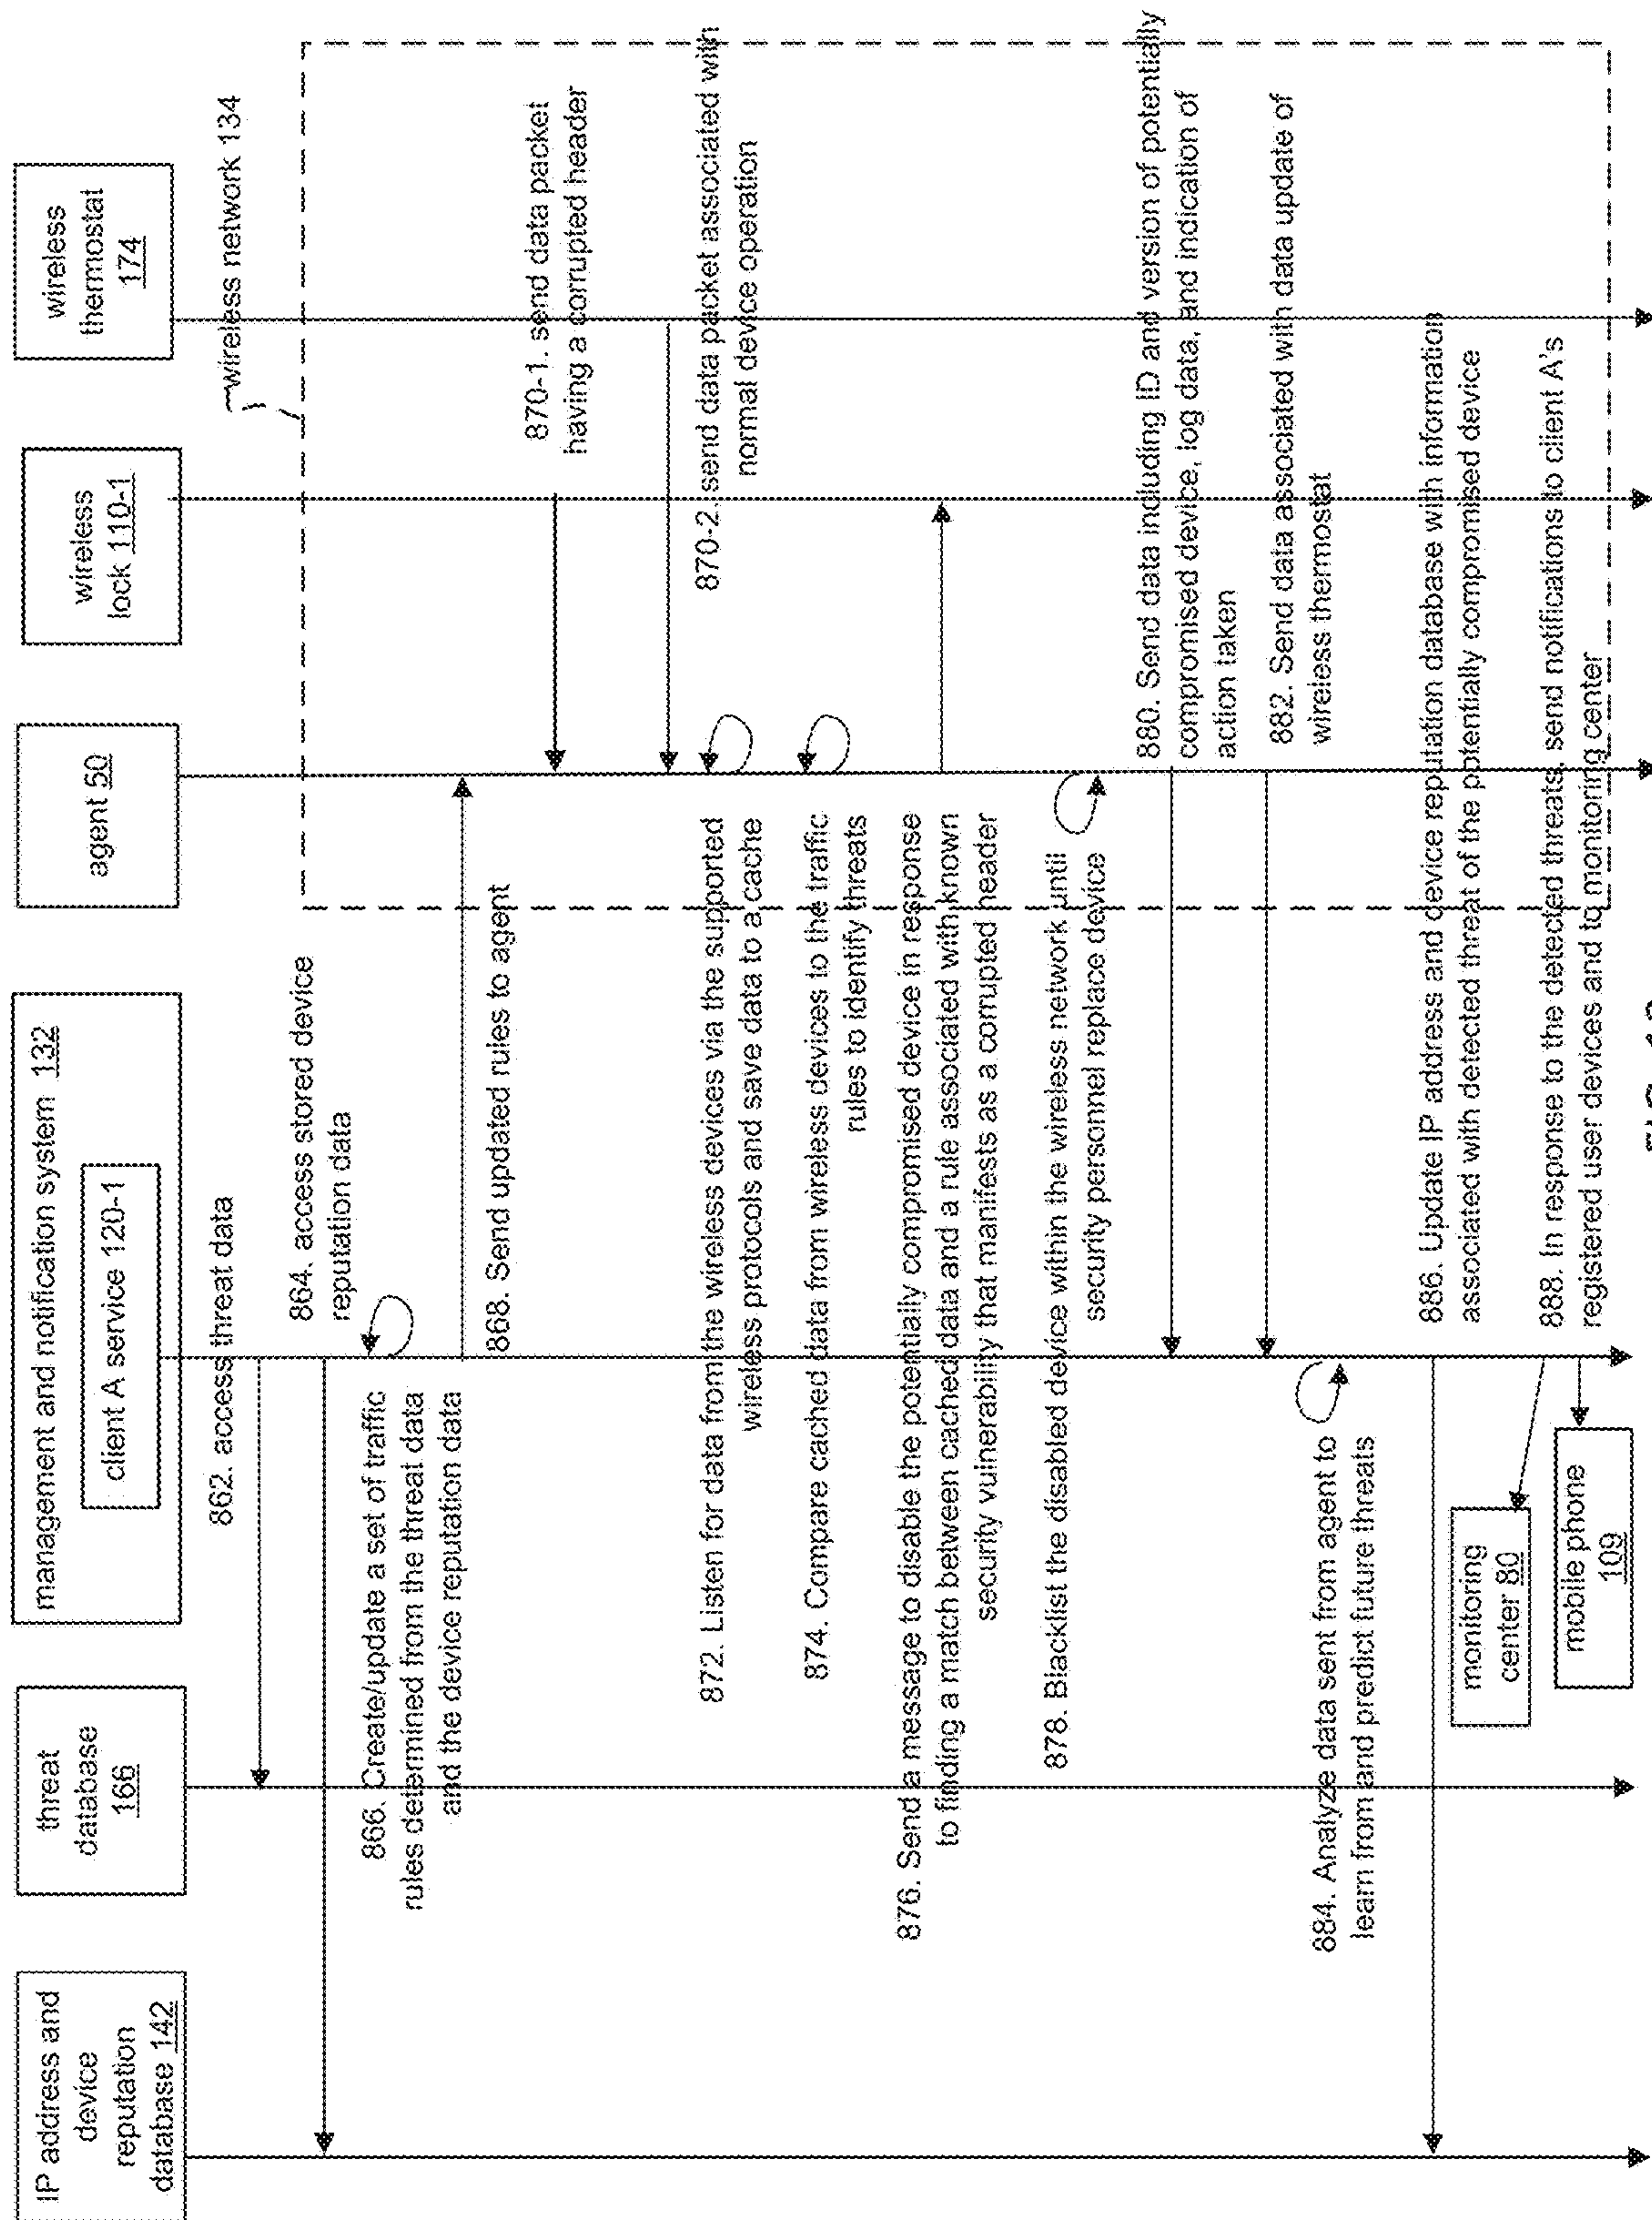 IP address and
device
reputation
database 142
threat
database
166
management and notification system 132
client A service 120-1
agent 50
wireless
lock 110-1
wireless
thermostat
174
wireless network 134
862. access threat data
864. access stored device
reputation data
866. Create/update a set of traffic
rules determined from the threat data
and the device reputation data
868. Send updated rules to agent
870-1. send data packet
having a corrupted header
870-2. send data packet associated with
normal device operation
872. Listen for data from the wireless devices via the supported
wireless protocols and save data to a cache
874. Compare cached data from wireless devices to the traffic
rules to identify threats
876. Send a message to disable the potentially compromised device in response
to finding a match between cached data and a rule associated with known
security vulnerability that manifests as a corrupted header
878. Blacklist the disabled device within the wireless network until
security personnel replace device
880. Send data including ID and version of potentially
compromised device, log data, and indication of
action taken
882. Send data associated with data update of
wireless thermostat
884. Analyze data sent from agent to
learn from and predict future threats
886. Update IP address and device reputation database with information
associated with detected threat of the potentially compromised device
888. In response to the detected threats, send notifications to client A's
registered user devices and to monitoring center
monitoring
center 80
mobile phone
109